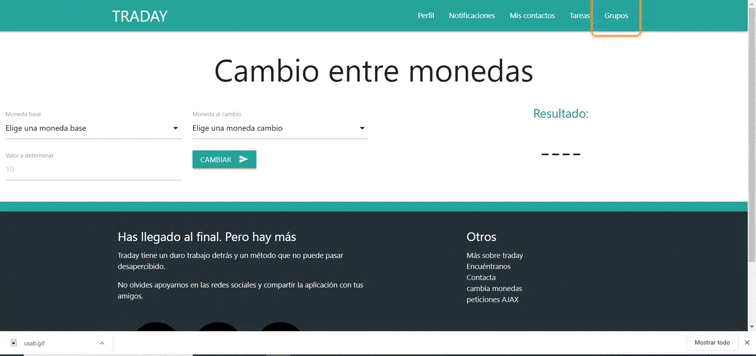 TRADAY
Perfil Notificaciones Mis contactos Tareas Grupos
Cambio entre monedas
Moneda base
Elige una moneda base
Moneda al cambio
Elige una moneda cambio
Resultado:
----
Valor a determinar
10
CAMBIAR
Has llegado al final. Pero hay más
Traday tiene un duro trabajo detrás y un método que no puede pasar
desapercibido.
No olvides apoyarnos en las redes sociales y compartir la aplicación con tus
amigos.
Otros
Más sobre traday
Encuéntranos
Contacta
cambia monedas
peticiones AJAX
usab.gif
Mostrar todo